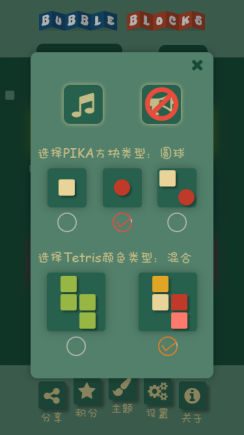 BUBBLE BLOCKS
选择PIKA方块类型：圆球
选择Tetris颜色类型：混合
分享 积分 主题 设置 关于